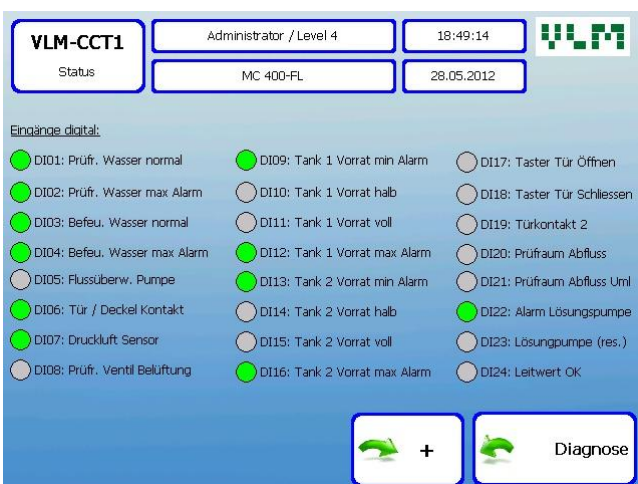 VLM-CCT1
Status
Administrator / Level 4
18:49:14
VLM
MC 400-FL
28.05.2012
Eingänge digital:
DI01: Prüfr. Wasser normal
DI02: Prüfr. Wasser max Alarm
DI03: Befeu. Wasser normal
DI04: Befeu. Wasser max Alarm
DI05: Flussüberw. Pumpe
DI06: Tür / Deckel Kontakt
DI07: Druckluft Sensor
DI08: Prüfr. Ventil Belüftung
DI09: Tank 1 Vorrat min Alarm
DI10: Tank 1 Vorrat halb
DI11: Tank 1 Vorrat voll
DI12: Tank 1 Vorrat max Alarm
DI13: Tank 2 Vorrat min Alarm
DI14: Tank 2 Vorrat halb
DI15: Tank 2 Vorrat voll
DI16: Tank 2 Vorrat max Alarm
DI17: Taster Tür Öffnen
DI18: Taster Tür Schliessen
DI19: Türkontakt 2
DI20: Prüfraum Abfluss
DI21: Prüfraum Abfluss Uml
DI22: Alarm Lösungspumpe
DI23: Lösungpumpe (res.)
DI24: Leitwert OK
+
Diagnose